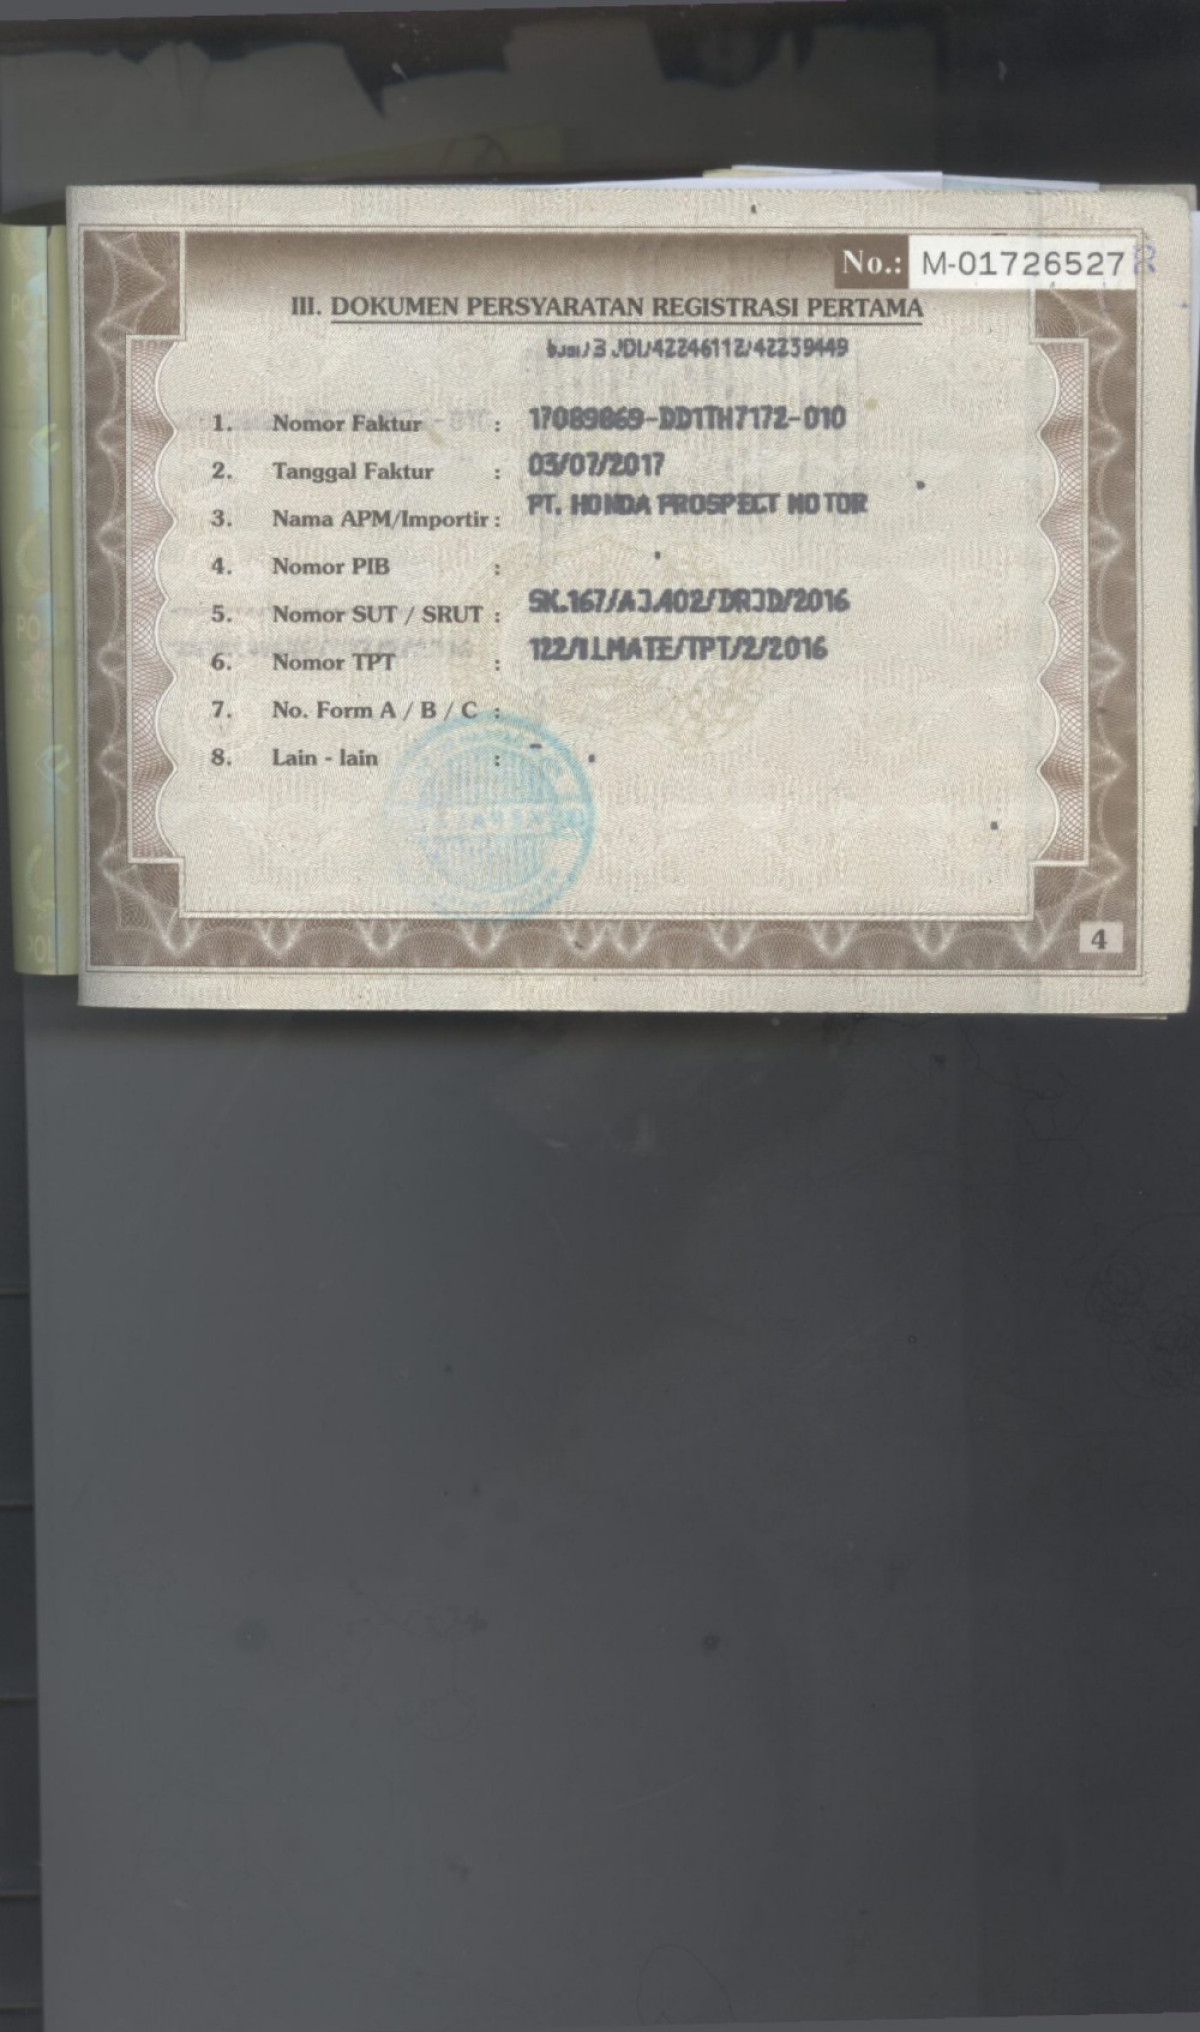 No.: M-01726527 R
III. DOKUMEN PERSYARATAN REGISTRASI PERTAMA
JDI/42246112/42239449
1. Nomor Faktur : 17089869-DD1TH7172-010
2. Tanggal Faktur : 03/07/2017
3. Nama APM/Importir : PT. HONDA PROSPECT MOTOR
4. Nomor PIB :
5. Nomor SUT / SRUT : SK.167/AJ.402/DRJD/2016
6. Nomor TPT : 122/ILMATE/TPT/2/2016
7. No. Form A / B / C :
8. Lain - lain : -
4